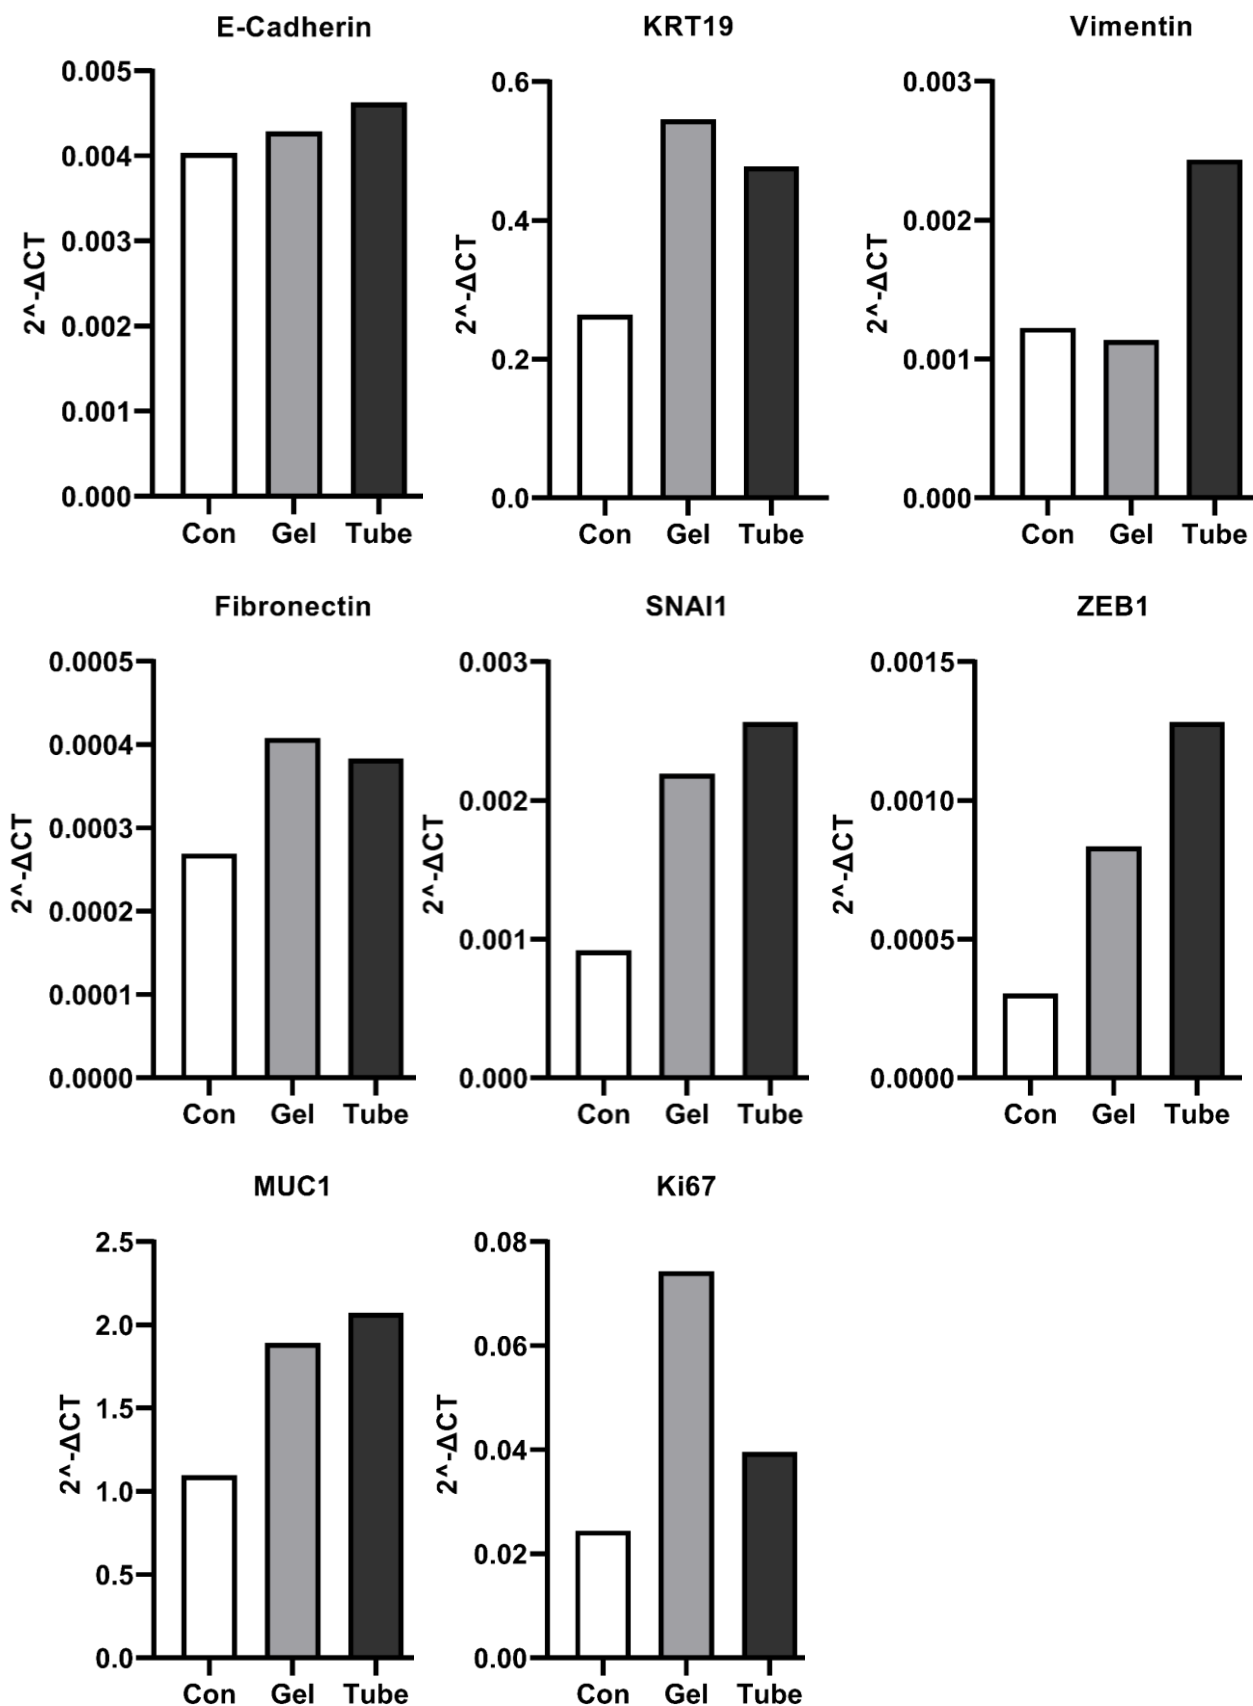 E-Cadherin
2^-ΔCT
0.005
0.004
0.003
0.002
0.001
0.000
Con Gel Tube
KRT19
2^-ΔCT
0.6
0.4
0.2
0.0
Con Gel Tube
Vimentin
2^-ΔCT
0.003
0.002
0.001
0.000
Con Gel Tube
Fibronectin
2^-ΔCT
0.0005
0.0004
0.0003
0.0002
0.0001
0.0000
Con Gel Tube
SNAI1
2^-ΔCT
0.003
0.002
0.001
0.000
Con Gel Tube
ZEB1
2^-ΔCT
0.0015
0.0010
0.0005
0.0000
Con Gel Tube
MUC1
2^-ΔCT
2.5
2.0
1.5
1.0
0.5
0.0
Con Gel Tube
Ki67
2^-ΔCT
0.08
0.06
0.04
0.02
0.00
Con Gel Tube